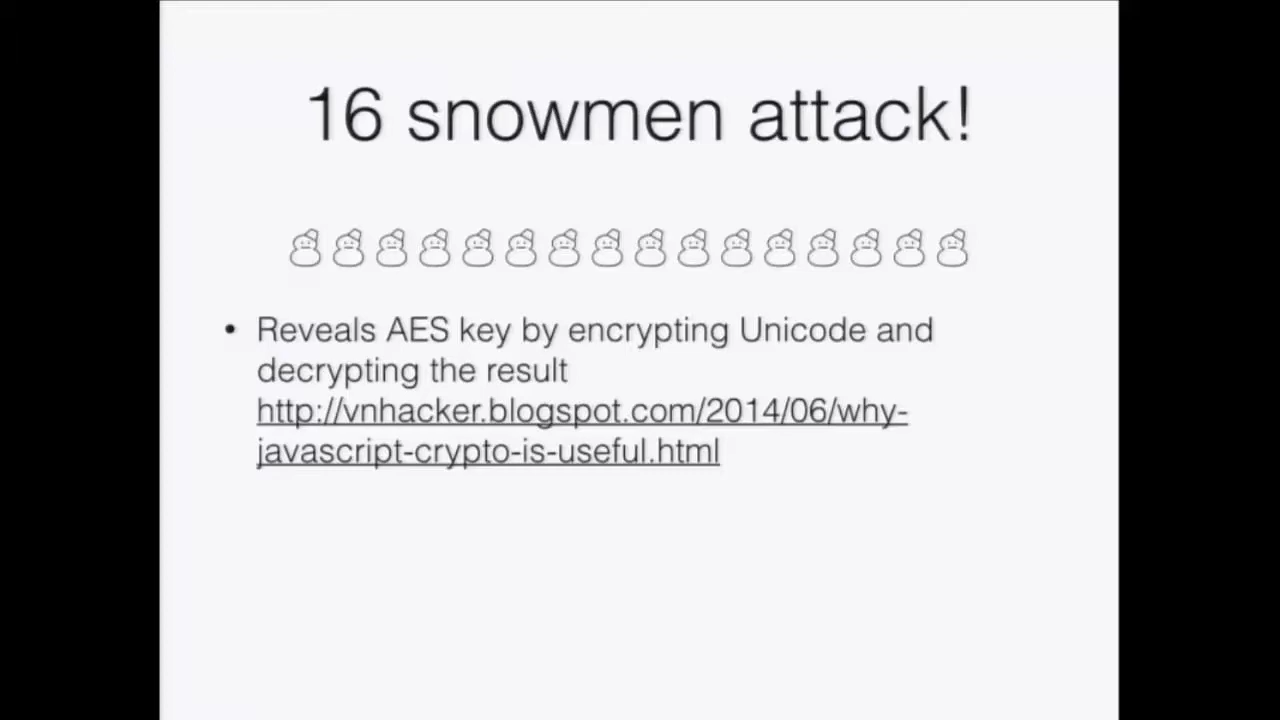 16 snowmen attack!
☃☃☃☃☃☃☃☃☃☃☃☃☃☃☃☃
• Reveals AES key by encrypting Unicode and
decrypting the result
http://vnhacker.blogspot.com/2014/06/why-
javascript-crypto-is-useful.html